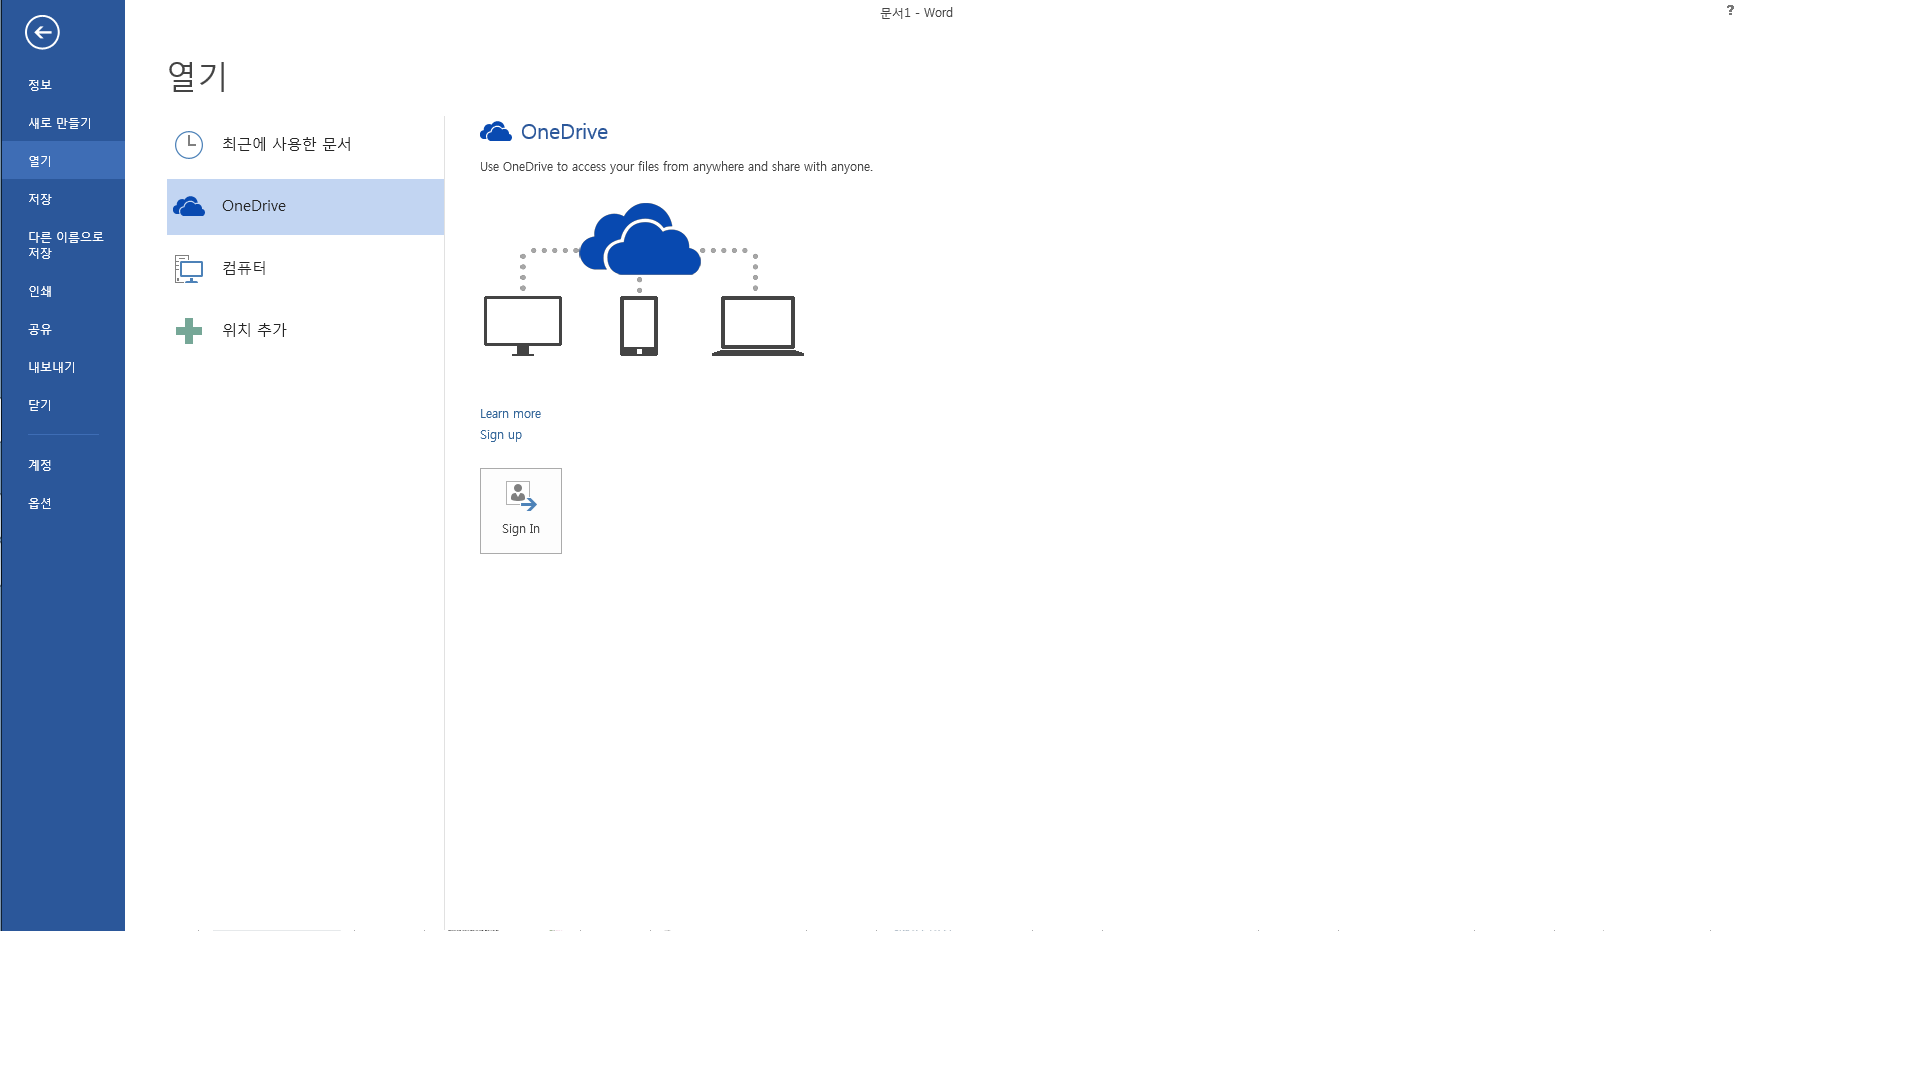 문서1 - Word
?
정보
새로 만들기
열기
저장
다른 이름으로
저장
인쇄
공유
내보내기
닫기
계정
옵션
열기
최근에 사용한 문서
OneDrive
컴퓨터
위치 추가
OneDrive
Use OneDrive to access your files from anywhere and share with anyone.
Learn more
Sign up
Sign In